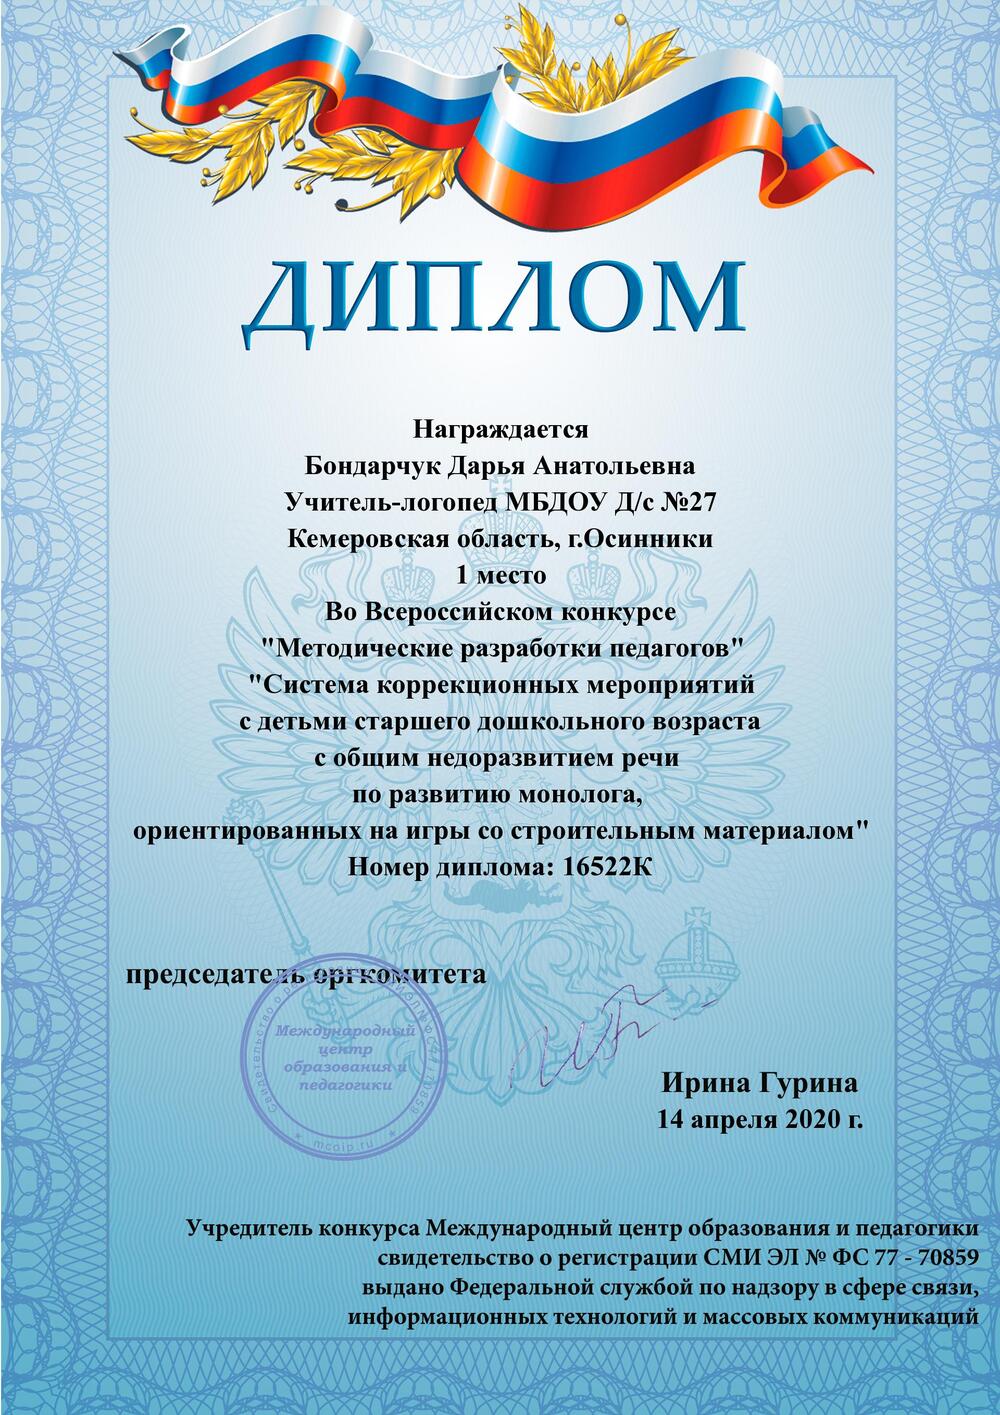 ДИПЛОМ
Награждается
Бондарчук Дарья Анатольевна
Учитель-логопед МБДОУ Д/с №27
Кемеровская область, г.Осинники
1 место
Во Всероссийском конкурсе
"Методические разработки педагогов"
"Система коррекционных мероприятий
с детьми старшего дошкольного возраста
с общим недоразвитием речи
по развитию монолога,
ориентированных на игры со строительным материалом"
Номер диплома: 16522К
председатель оргкомитета
Международный
центр
образования и
педагогики
mcoip.ru
Ирина Гурина
14 апреля 2020 г.
Учредитель конкурса Международный центр образования и педагогики
свидетельство о регистрации СМИ ЭЛ № ФС 77 - 70859
выдано Федеральной службой по надзору в сфере связи,
информационных технологий и массовых коммуникаций